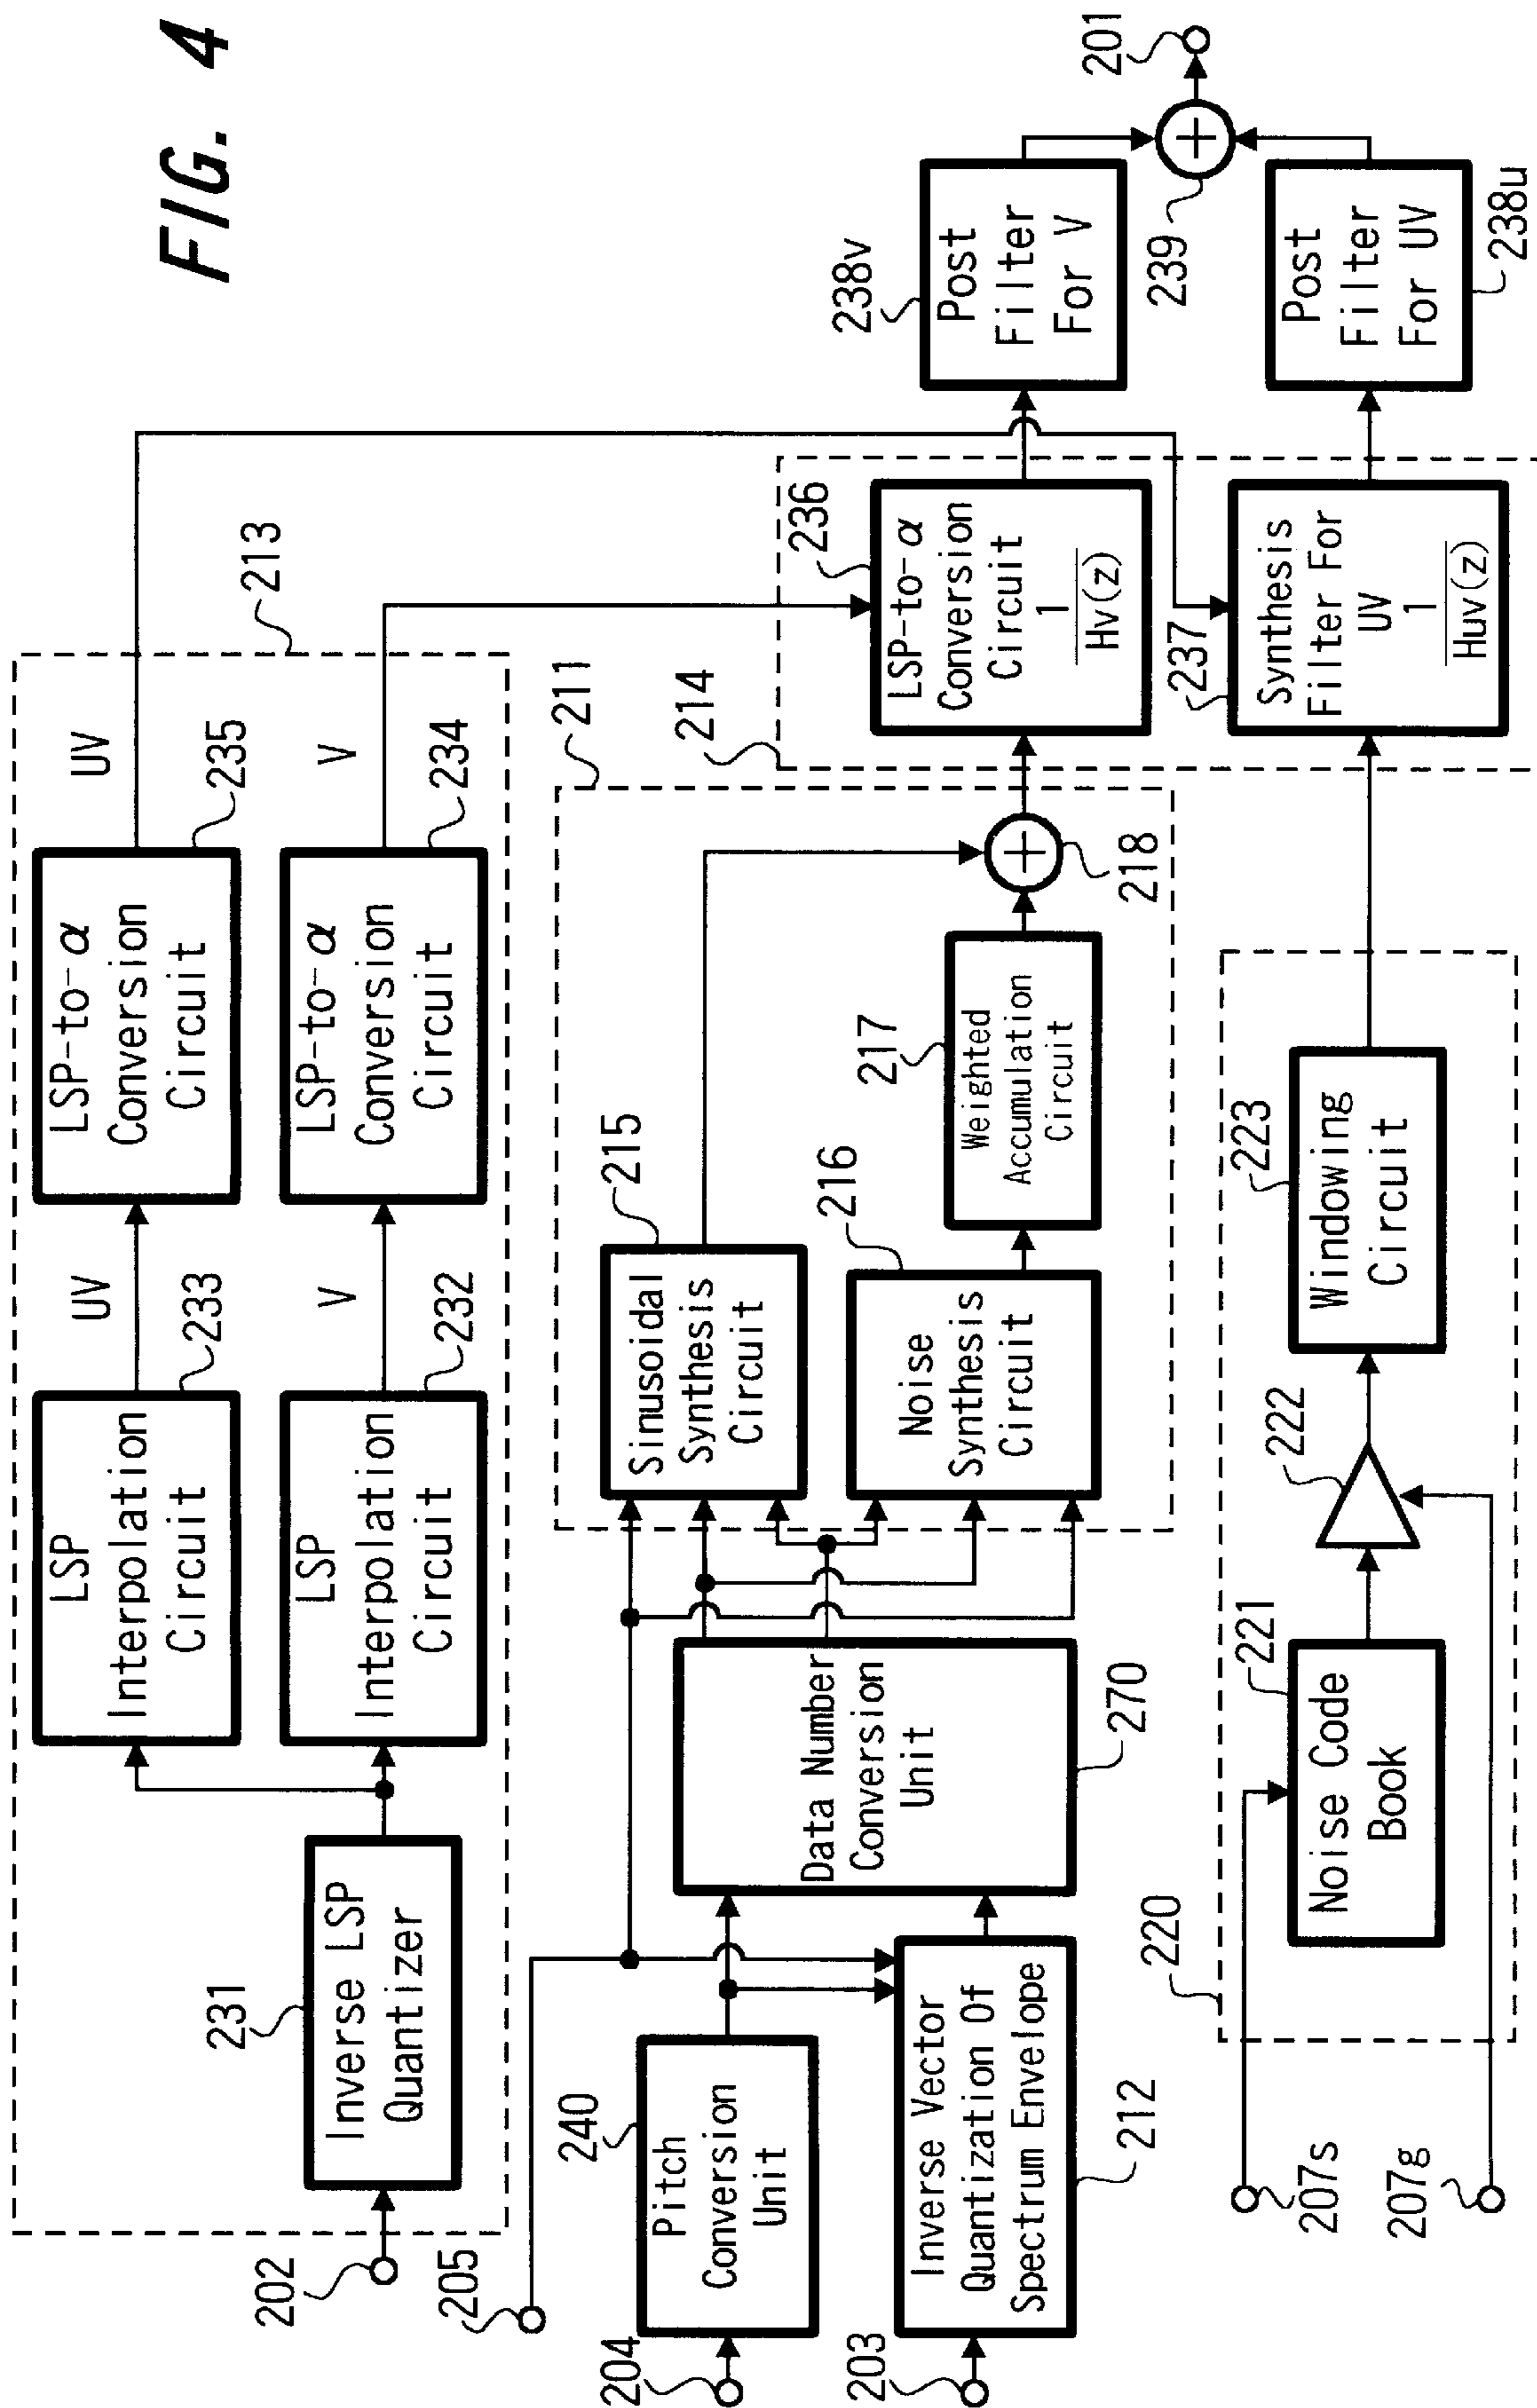 FIG. 4
213
UV
UV
LSP
Interpolation
Circuit
233
LSP-to-α
Conversion
Circuit
235
V
V
LSP
Interpolation
Circuit
232
LSP-to-α
Conversion
Circuit
234
231
Inverse LSP
Quantizer
202
205
211
214
240
Pitch
Conversion
Unit
204
Data Number
Conversion
Unit
270
Inverse Vector
Quantization Of
Spectrum Envelope
212
203
215
Sinusoidal
Synthesis
Circuit
216
Noise
Synthesis
Circuit
217
Weighted
Accumulation
Circuit
218
236
LSP-to-α
Conversion
Circuit
1
Hv(z)
237
Synthesis
Filter For
UV
1
Huv(z)
238v
Post
Filter
For V
239
201
Post
Filter
For UV
238u
220
221
Noise Code
Book
222
223
Windowing
Circuit
207s
207g